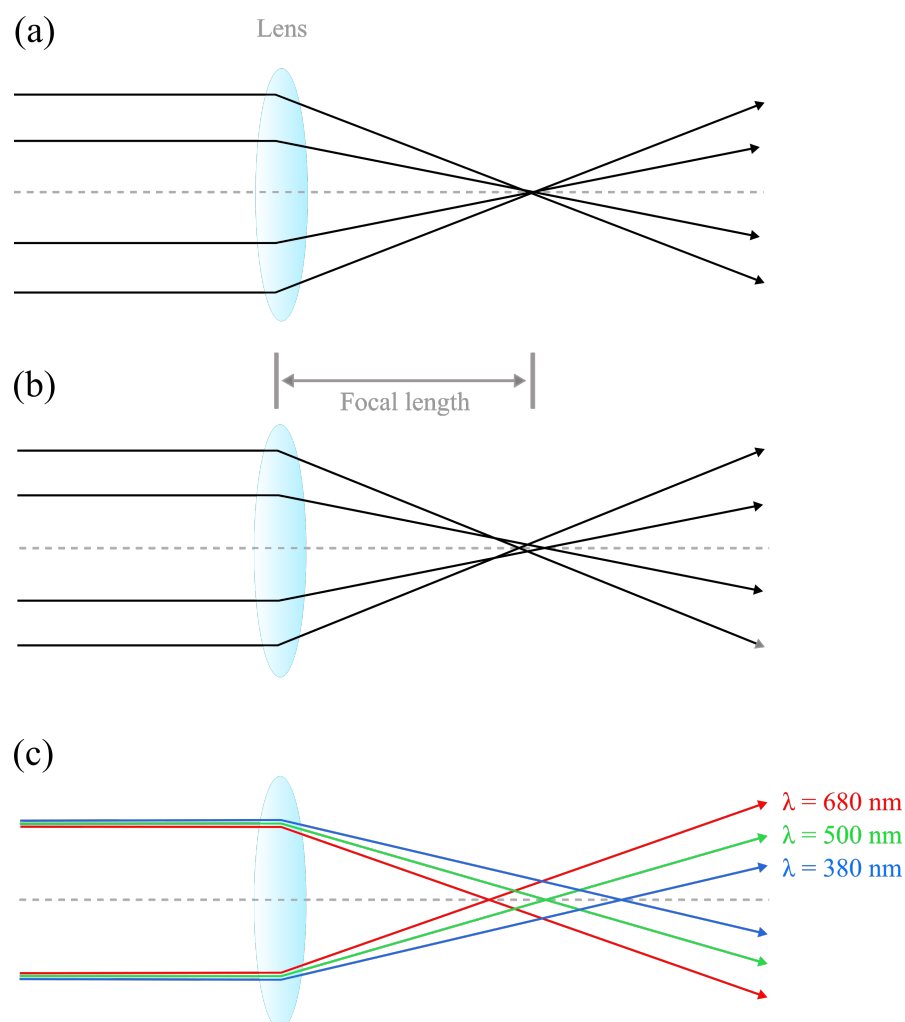 (a)
Lens
(b)
Focal length
(c)
λ = 680 nm
λ = 500 nm
λ = 380 nm